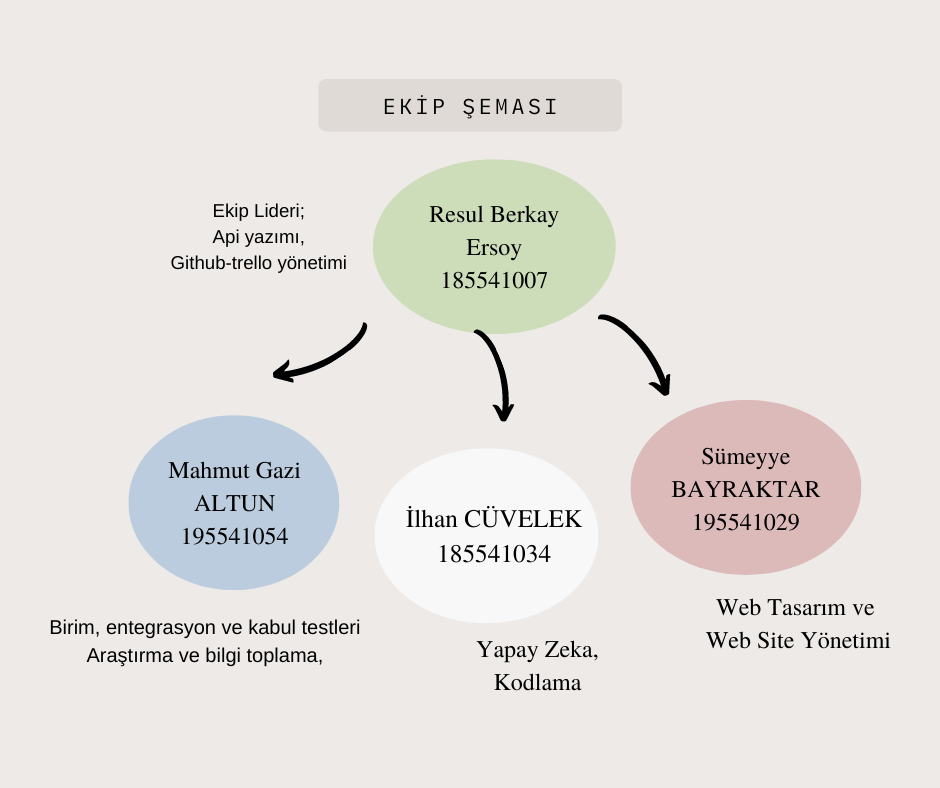 EKİP ŞEMASI
Ekip Lideri;
Api yazımı,
Github-trello yönetimi
Resul Berkay
Ersoy
185541007
Mahmut Gazi
ALTUN
195541054
Birim, entegrasyon ve kabul testleri
Araştırma ve bilgi toplama,
İlhan CÜVELEK
185541034
Yapay Zeka,
Kodlama
Sümeyye
BAYRAKTAR
195541029
Web Tasarım ve
Web Site Yönetimi